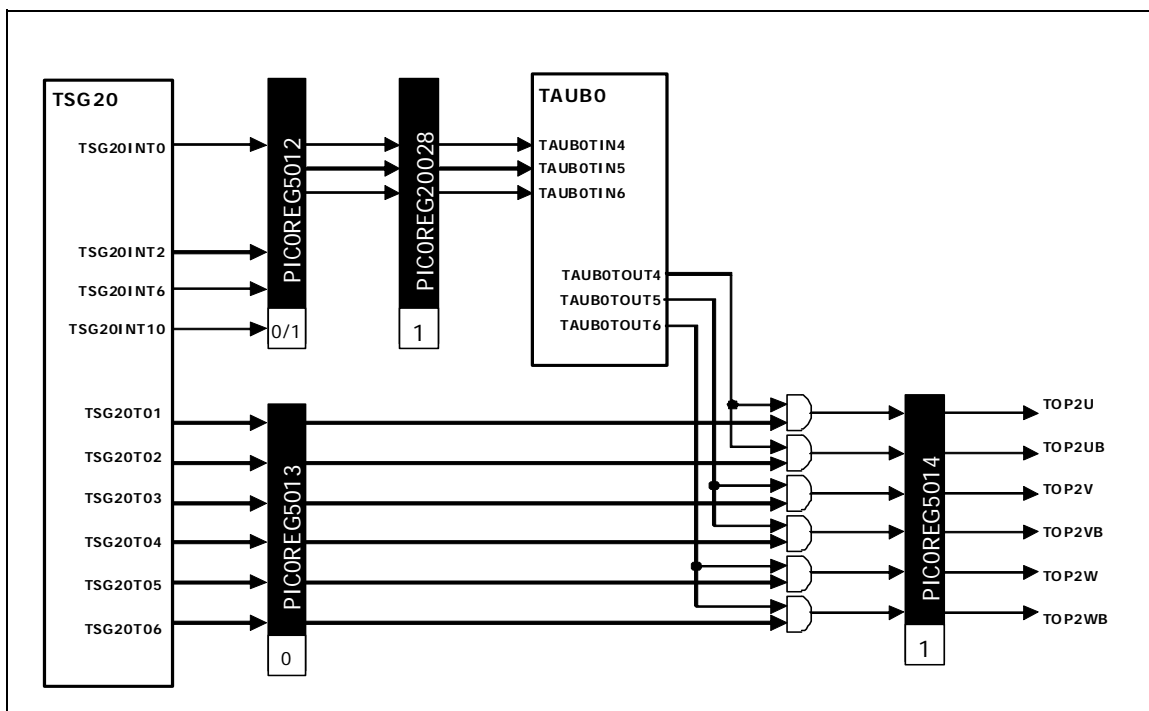 TSG20
TSG20INT0
TSG20INT2
TSG20INT6
TSG20INT10
TSG20T01
TSG20T02
TSG20T03
TSG20T04
TSG20T05
TSG20T06
PIC0REG5012
0/1
PIC0REG20028
1
TAUB0
TAUB0TIN4
TAUB0TIN5
TAUB0TIN6
TAUB0TOUT4
TAUB0TOUT5
TAUB0TOUT6
PIC0REG5013
0
PIC0REG5014
1
TOP2U
TOP2UB
TOP2V
TOP2VB
TOP2W
TOP2WB